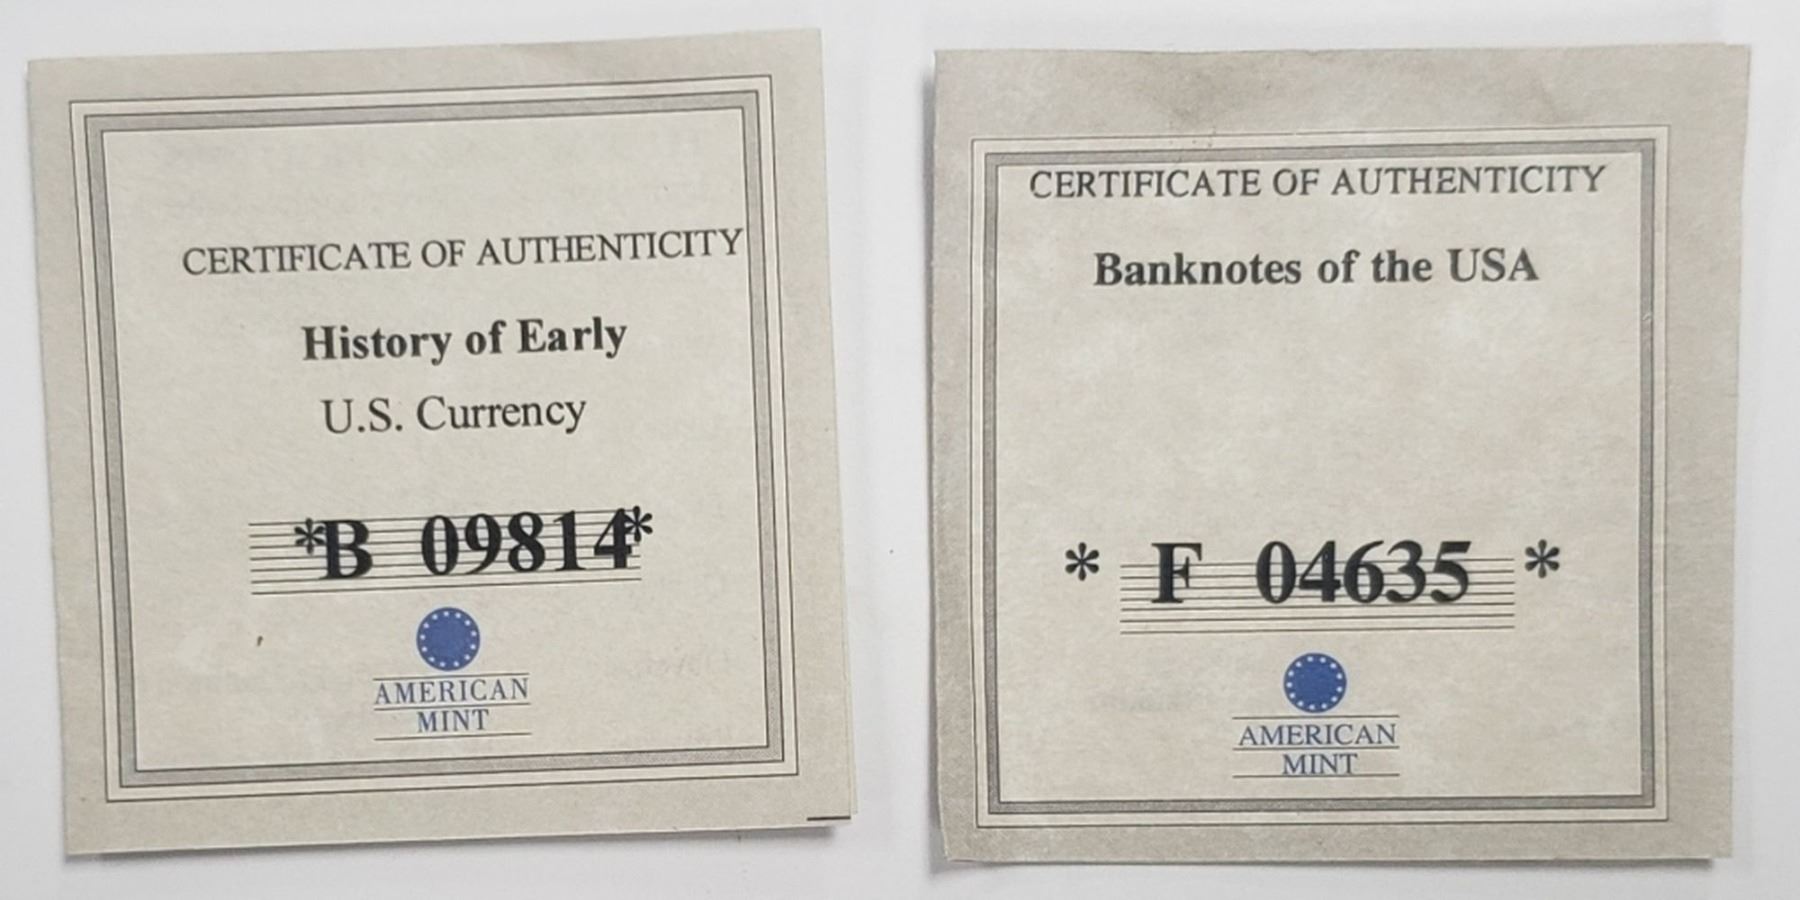 CERTIFICATE OF AUTHENTICITY
History of Early
U.S. Currency
*B 09814*
AMERICAN
MINT
CERTIFICATE OF AUTHENTICITY
Banknotes of the USA
* F 04635 *
AMERICAN
MINT